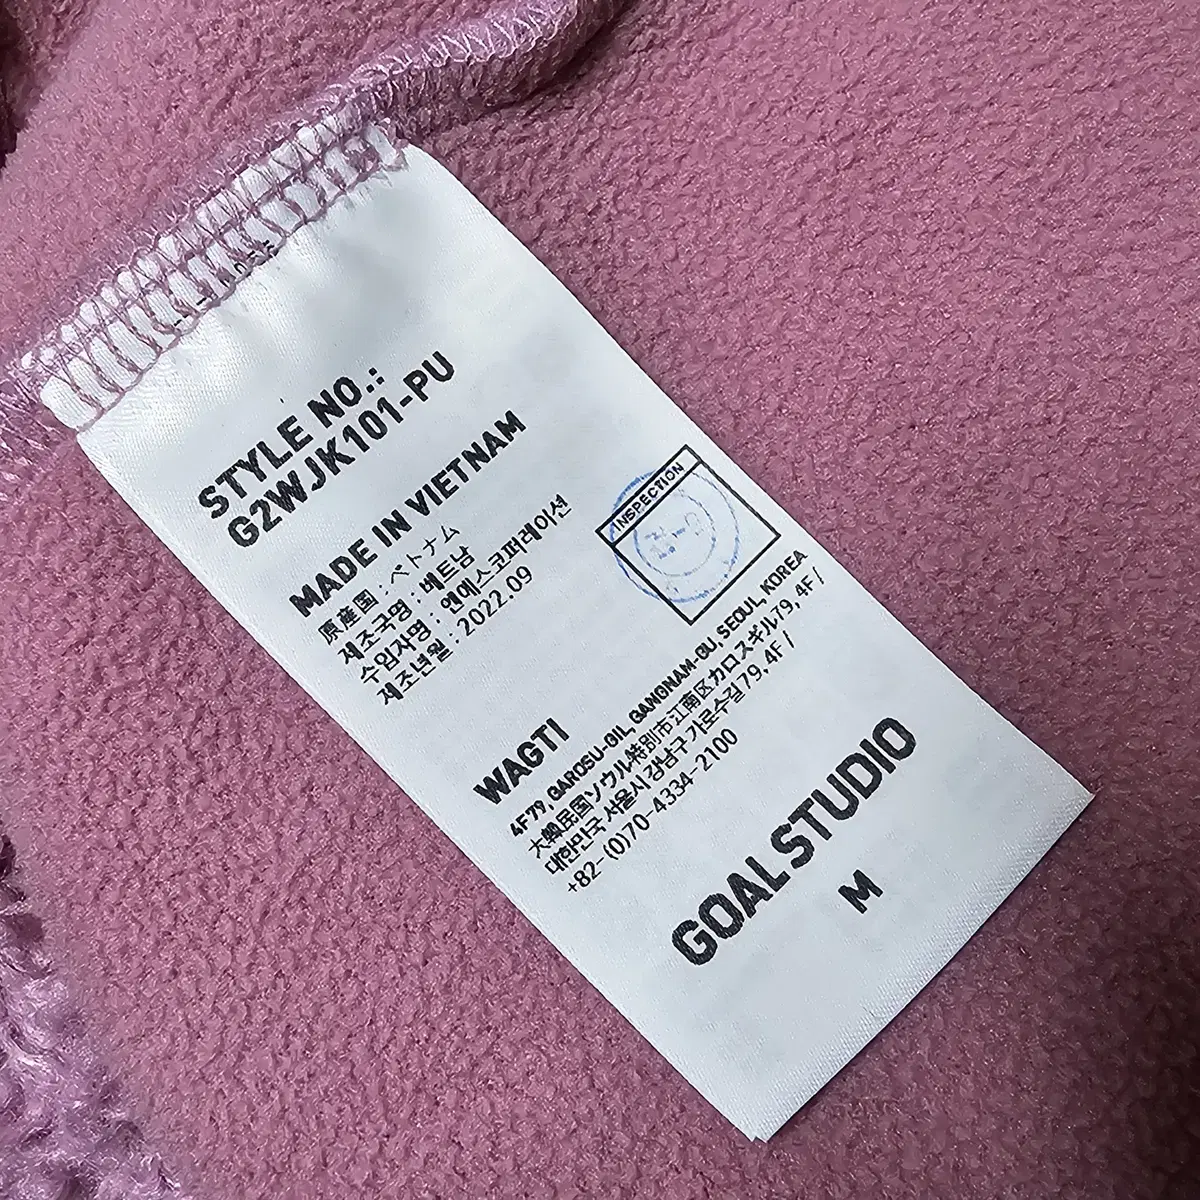 STYLE NO.:
G2WJK101-PU
MADE IN VIETNAM
原産国 : ベトナム
제조국명 : 베트남
수입자명 : 엔에스코퍼레이션
제조년월 : 2022.09
INSPECTION
WAGTI
4F79, GAROSU-GIL, GANGNAM-GU, SEOUL, KOREA
大韓民国ソウル特別市江南区カロスギル79, 4F /
대한민국 서울시 강남구 가로수길79, 4F /
+82-(0)70-4334-2100
GOAL STUDIO
M